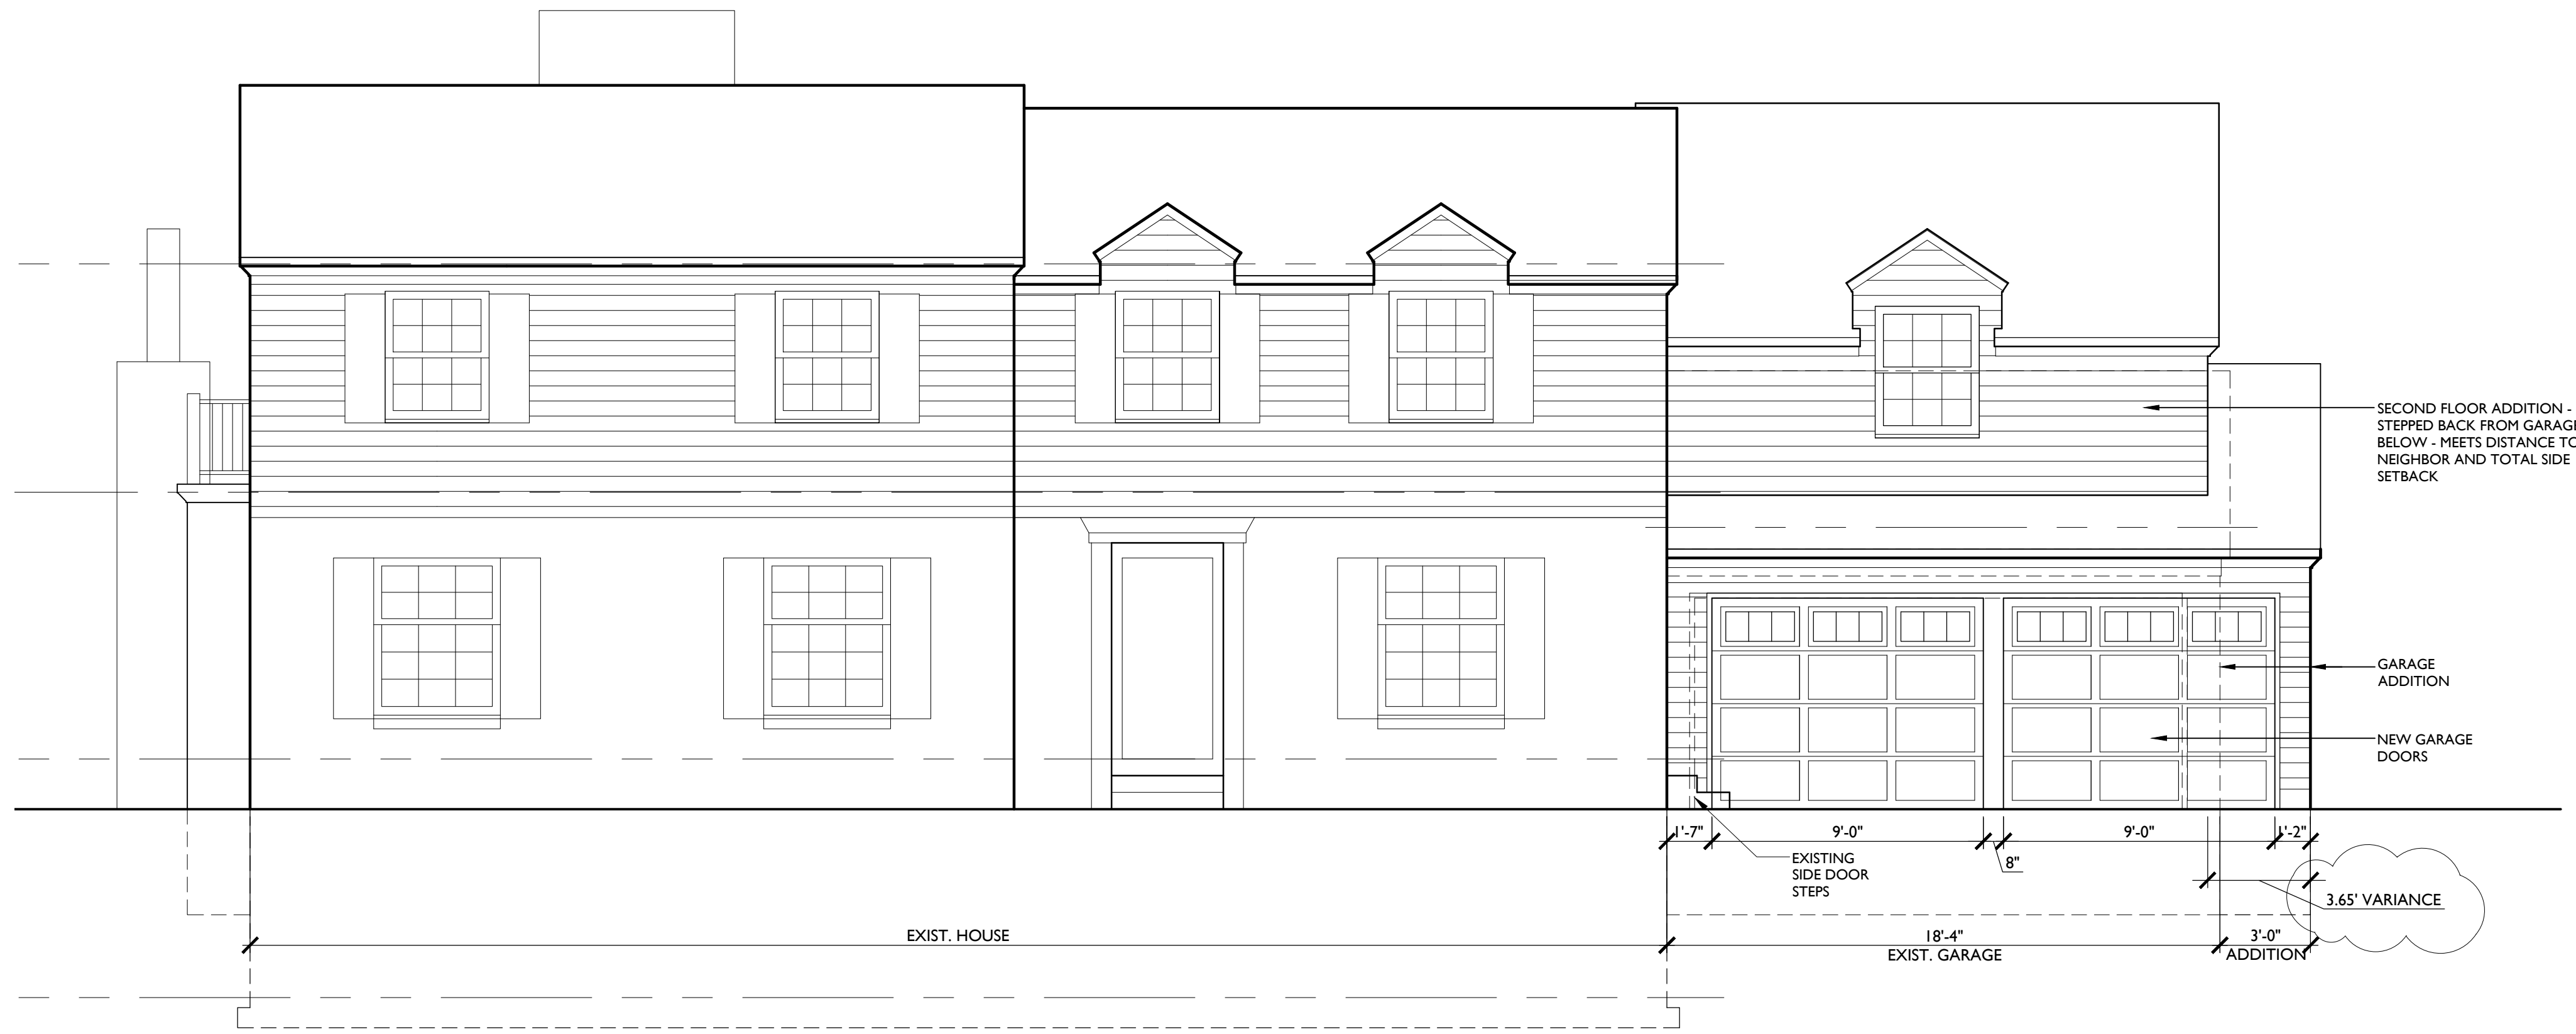 SECOND FLOOR ADDITION -
STEPPED BACK FROM GARAGE
BELOW - MEETS DISTANCE TO
NEIGHBOR AND TOTAL SIDE
SETBACK
GARAGE
ADDITION
NEW GARAGE
DOORS
1'-7"
9'-0"
8"
9'-0"
1'-2"
EXISTING
SIDE DOOR
STEPS
3.65' VARIANCE
EXIST. HOUSE
18'-4"
EXIST. GARAGE
3'-0"
ADDITION